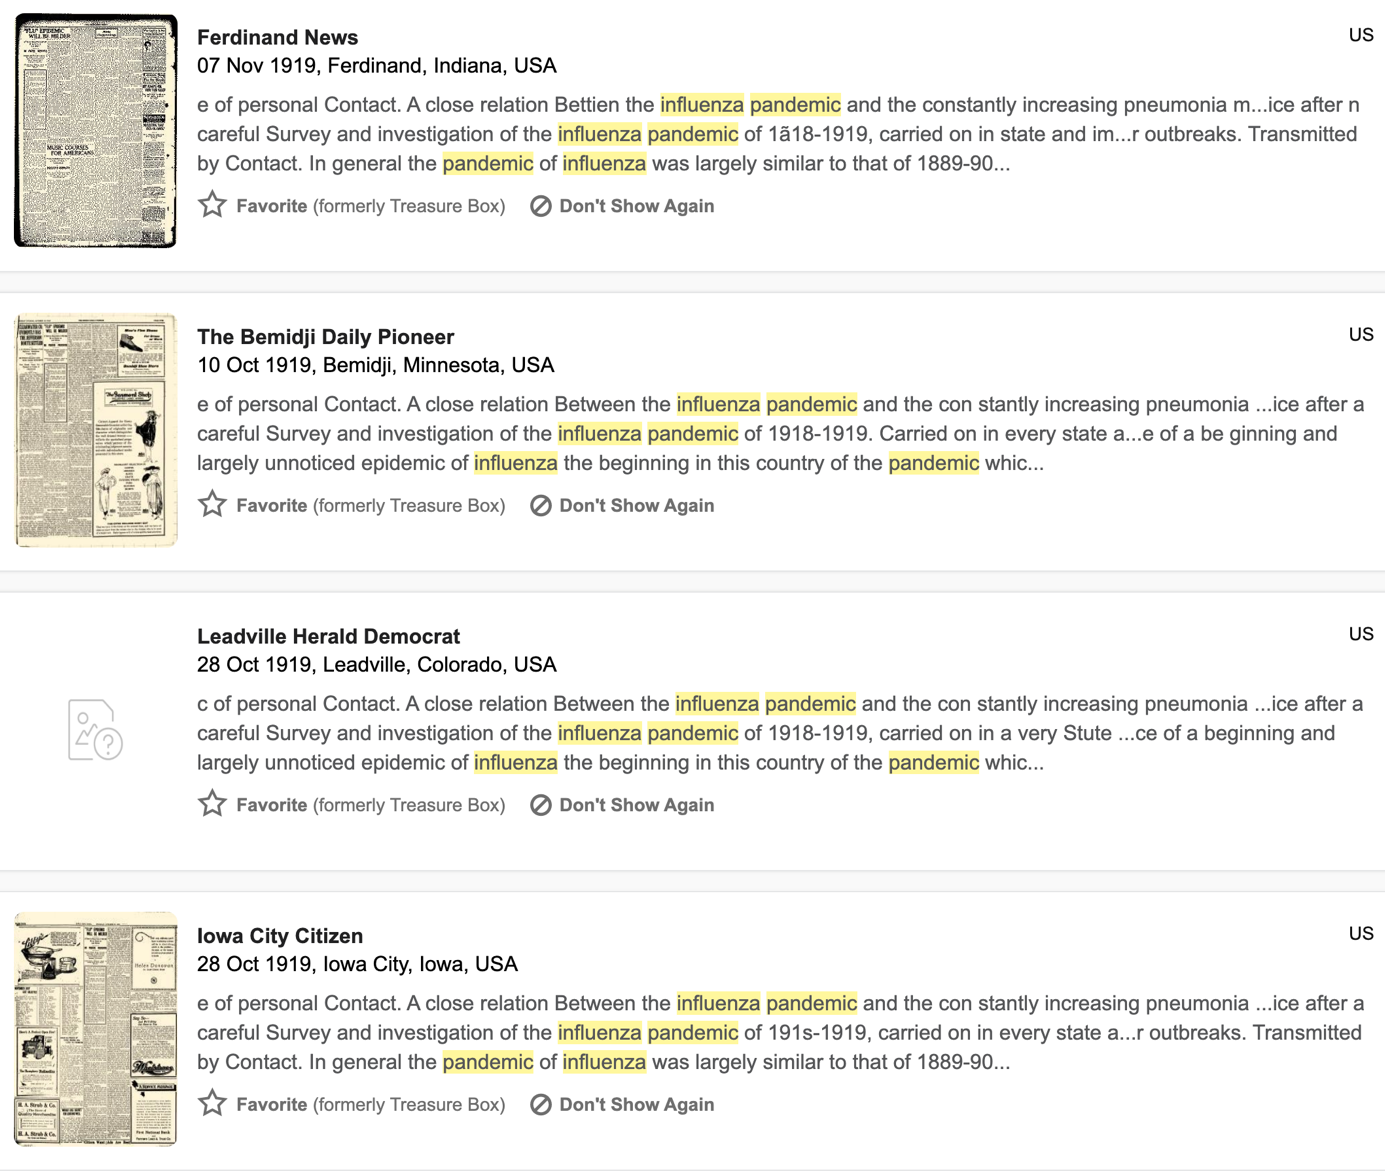 Ferdinand News
US
07 Nov 1919, Ferdinand, Indiana, USA
e of personal Contact. A close relation Bettien the influenza pandemic and the constantly increasing pneumonia m...ice after n
careful Survey and investigation of the influenza pandemic of 1ã18-1919, carried on in state and im...r outbreaks. Transmitted
by Contact. In general the pandemic of influenza was largely similar to that of 1889-90...
Favorite (formerly Treasure Box) Don't Show Again
"FLU" EPIDEMIC
WILL BE MILDER
MUSIC COURSES
FOR AMERICANS
The Bemidji Daily Pioneer
US
10 Oct 1919, Bemidji, Minnesota, USA
e of personal Contact. A close relation Between the influenza pandemic and the con stantly increasing pneumonia ...ice after a
careful Survey and investigation of the influenza pandemic of 1918-1919. Carried on in every state a...e of a be ginning and
largely unnoticed epidemic of influenza the beginning in this country of the pandemic whic...
Favorite (formerly Treasure Box) Don't Show Again
Leadville Herald Democrat
US
28 Oct 1919, Leadville, Colorado, USA
c of personal Contact. A close relation Between the influenza pandemic and the con stantly increasing pneumonia ...ice after a
careful Survey and investigation of the influenza pandemic of 1918-1919, carried on in a very Stute ...ce of a beginning and
largely unnoticed epidemic of influenza the beginning in this country of the pandemic whic...
Favorite (formerly Treasure Box) Don't Show Again
Iowa City Citizen
US
28 Oct 1919, Iowa City, Iowa, USA
e of personal Contact. A close relation Between the influenza pandemic and the con stantly increasing pneumonia ...ice after a
careful Survey and investigation of the influenza pandemic of 191s-1919, carried on in every state a...r outbreaks. Transmitted
by Contact. In general the pandemic of influenza was largely similar to that of 1889-90...
Favorite (formerly Treasure Box) Don't Show Again